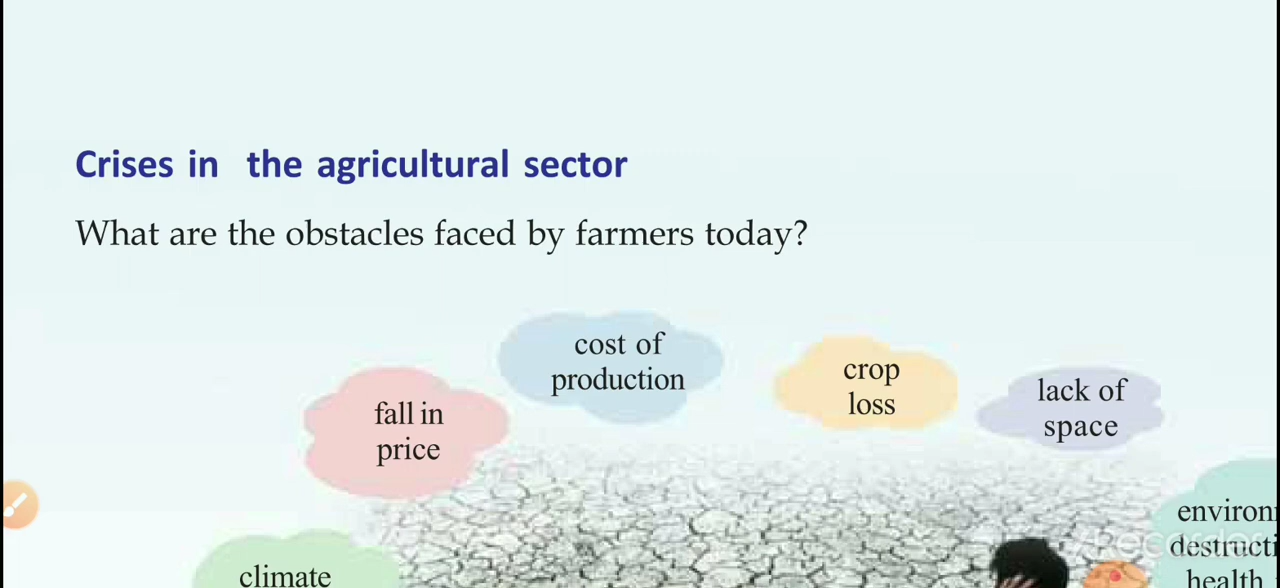 Crises in the agricultural sector
What are the obstacles faced by farmers today?
cost of
production
crop
loss
lack of
space
fall in
price
climate
health